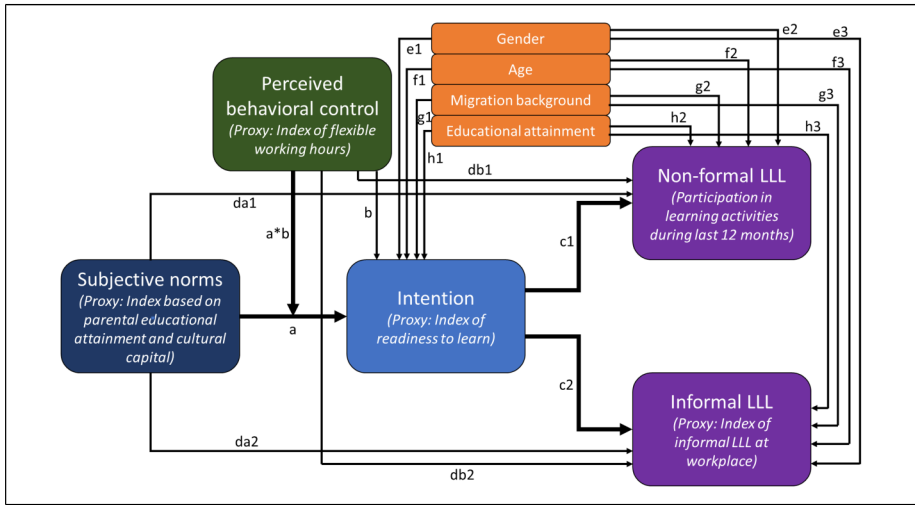 Gender
Age
Migration background
Educational attainment
e1
f1
g1
h1
e2
e3
f2
f3
g2
g3
h2
h3
Perceived
behavioral control
(Proxy: Index of flexible
working hours)
Non-formal LLL
(Participation in
learning activities
during last 12 months)
db1
da1
b
a*b
c1
Subjective norms
(Proxy: Index based on
parental educational
attainment and cultural
capital)
a
Intention
(Proxy: Index of
readiness to learn)
c2
Informal LLL
(Proxy: Index of
informal LLL at
workplace)
da2
db2